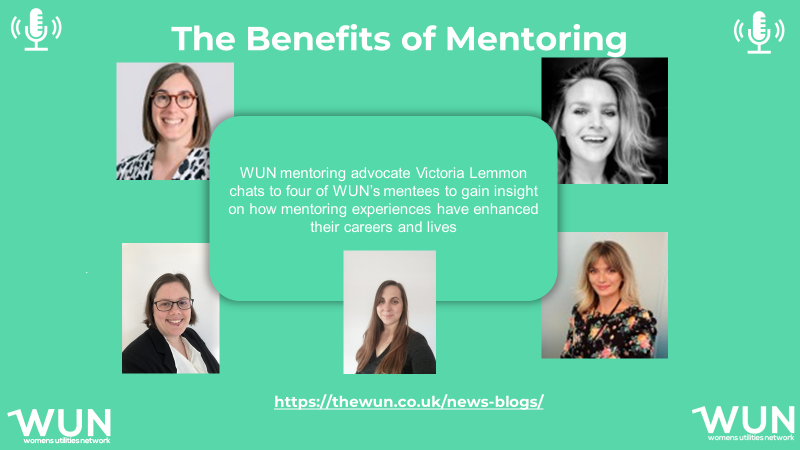 The Benefits of Mentoring
WUN mentoring advocate Victoria Lemmon
chats to four of WUN's mentees to gain insight
on how mentoring experiences have enhanced
their careers and lives
https://thewun.co.uk/news-blogs/
WUN
womens utilities network
WUN
womens utilities network